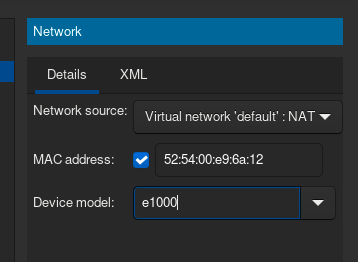 Network
Details XML
Network source: Virtual network 'default' : NAT
MAC address: 52:54:00:e9:6a:12
Device model: e1000